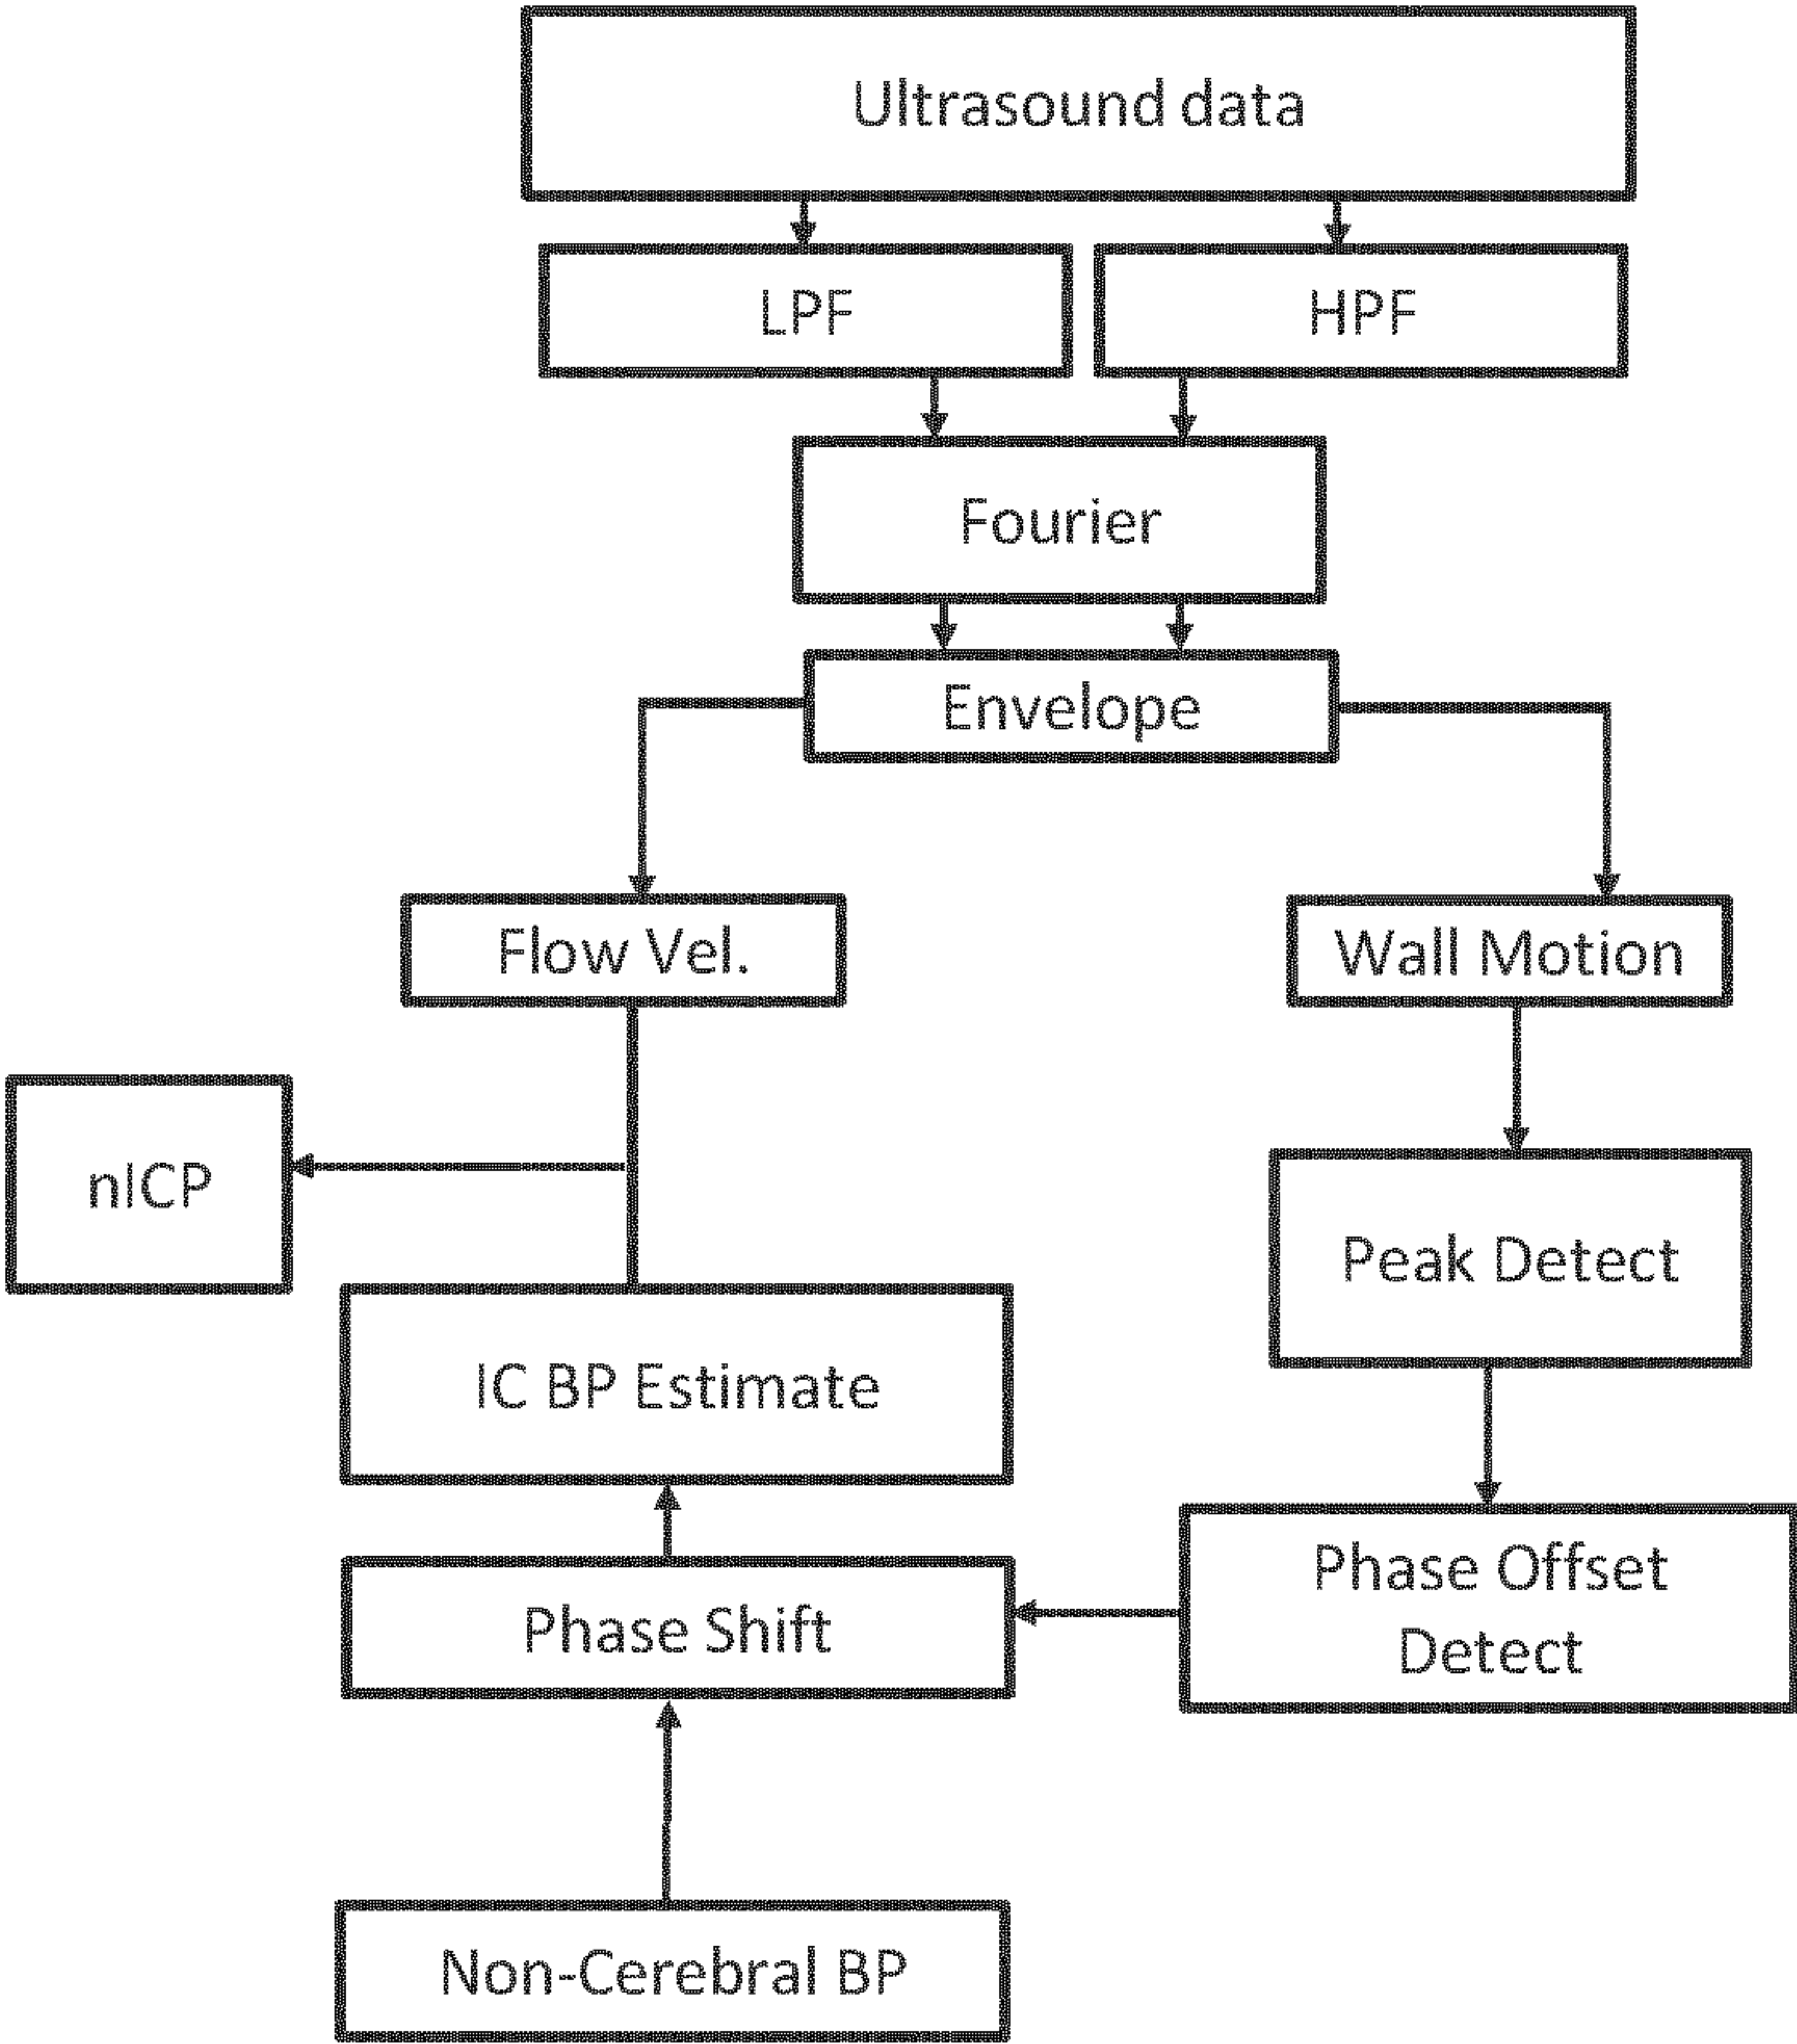 Ultrasound data
LPF
HPF
Fourier
Envelope
Flow Vel.
Wall Motion
nICP
Peak Detect
IC BP Estimate
Phase Offset
Detect
Phase Shift
Non-Cerebral BP